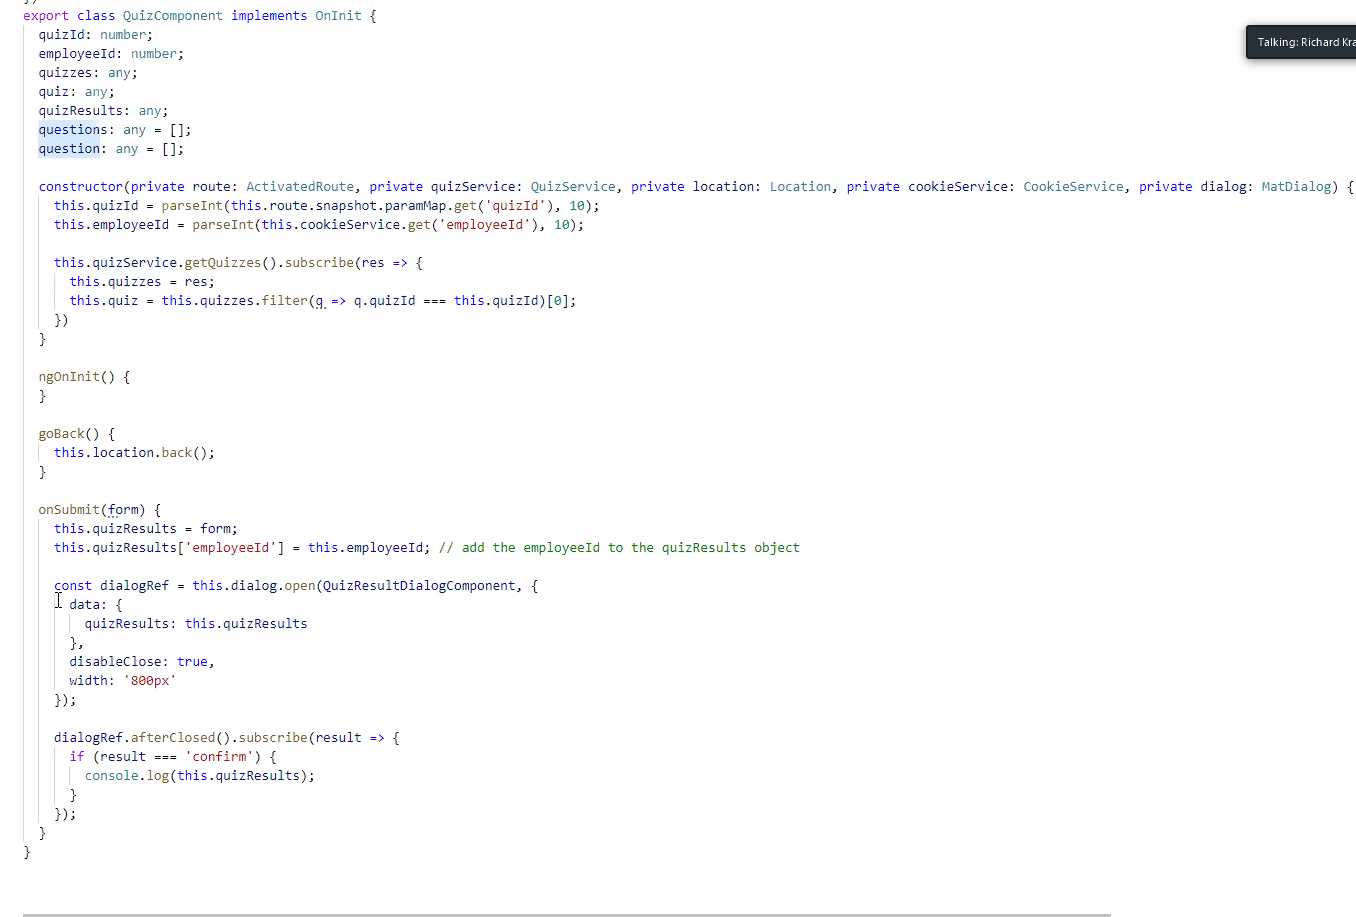 export class QuizComponent implements OnInit {
quizId: number;
employeeId: number;
quizzes: any;
quiz: any;
quizResults: any;
questions: any = [];
question: any = [];
constructor(private route: ActivatedRoute, private quizService: QuizService, private location: Location, private cookieService: CookieService, private dialog: MatDialog) {
this.quizId = parseInt(this.route.snapshot.paramMap.get('quizId'), 10);
this.employeeId = parseInt(this.cookieService.get('employeeId'), 10);
this.quizService.getQuizzes().subscribe(res => {
this.quizzes = res;
this.quiz = this.quizzes.filter(q => q.quizId === this.quizId)[0];
})
}
ngOnInit() {
}
goBack() {
this.location.back();
}
onSubmit(form) {
this.quizResults = form;
this.quizResults['employeeId'] = this.employeeId; // add the employeeId to the quizResults object
const dialogRef = this.dialog.open(QuizResultDialogComponent, {
data: {
quizResults: this.quizResults
},
disableClose: true,
width: '800px'
});
dialogRef.afterClosed().subscribe(result => {
if (result === 'confirm') {
console.log(this.quizResults);
}
});
}
}
Talking: Richard Kra